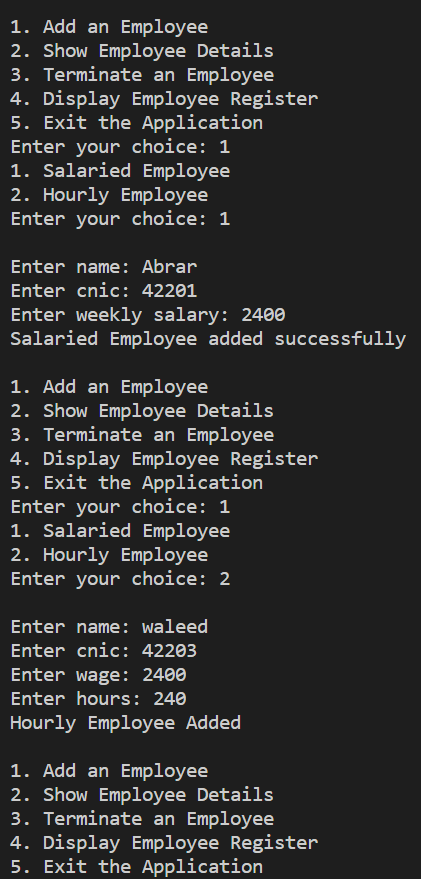 1. Add an Employee
2. Show Employee Details
3. Terminate an Employee
4. Display Employee Register
5. Exit the Application
Enter your choice: 1
1. Salaried Employee
2. Hourly Employee
Enter your choice: 1
Enter name: Abrar
Enter cnic: 42201
Enter weekly salary: 2400
Salaried Employee added successfully
1. Add an Employee
2. Show Employee Details
3. Terminate an Employee
4. Display Employee Register
5. Exit the Application
Enter your choice: 1
1. Salaried Employee
2. Hourly Employee
Enter your choice: 2
Enter name: waleed
Enter cnic: 42203
Enter wage: 2400
Enter hours: 240
Hourly Employee Added
1. Add an Employee
2. Show Employee Details
3. Terminate an Employee
4. Display Employee Register
5. Exit the Application